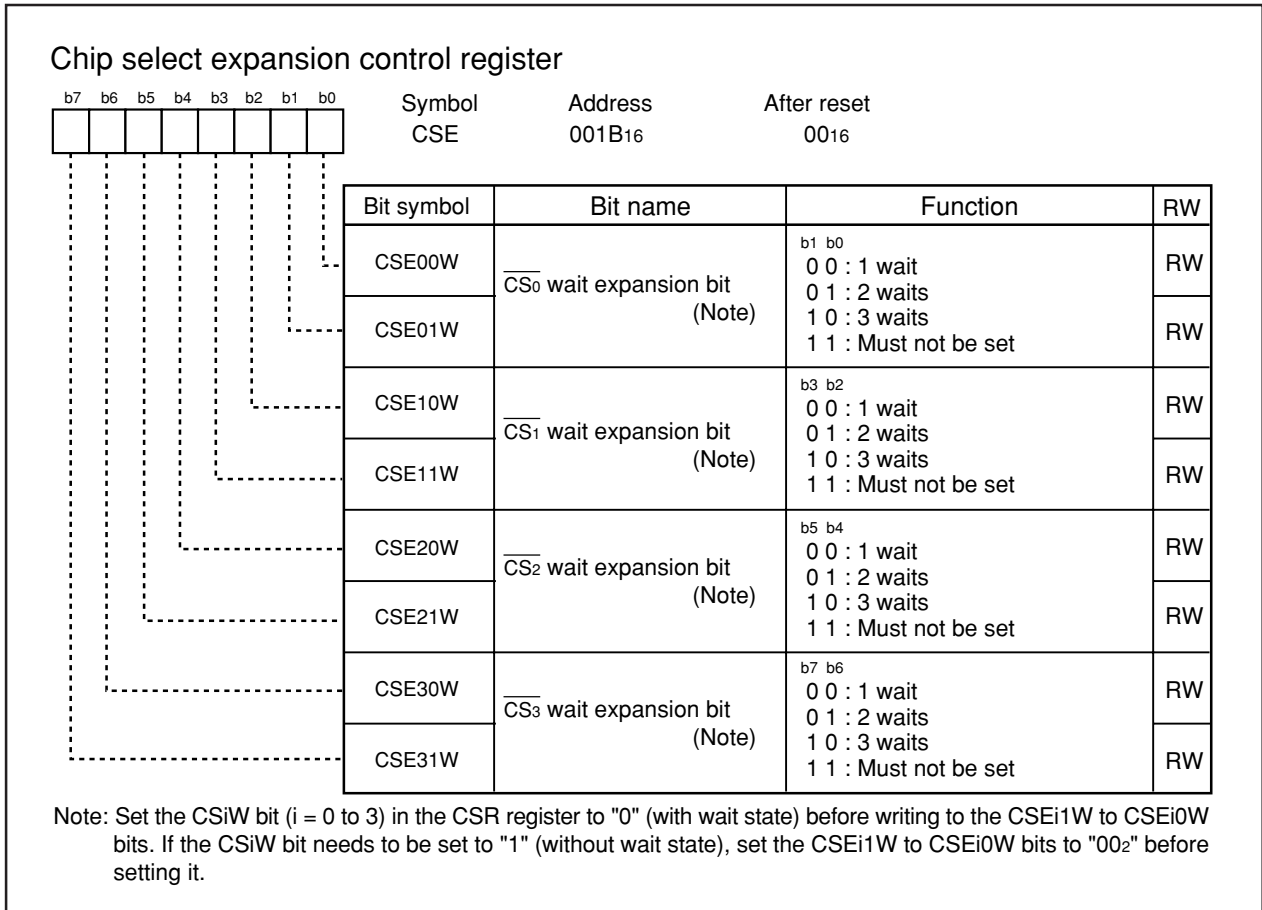 Chip select expansion control register
b7 b6 b5 b4 b3 b2 b1 b0
Symbol Address After reset
CSE 001B16 0016
Bit symbol Bit name Function RW
CSE00W
CSE01W
CS0 wait expansion bit
(Note)
b1 b0
0 0 : 1 wait
0 1 : 2 waits
1 0 : 3 waits
1 1 : Must not be set
RW
RW
CSE10W
CSE11W
CS1 wait expansion bit
(Note)
b3 b2
0 0 : 1 wait
0 1 : 2 waits
1 0 : 3 waits
1 1 : Must not be set
RW
RW
CSE20W
CSE21W
CS2 wait expansion bit
(Note)
b5 b4
0 0 : 1 wait
0 1 : 2 waits
1 0 : 3 waits
1 1 : Must not be set
RW
RW
CSE30W
CSE31W
CS3 wait expansion bit
(Note)
b7 b6
0 0 : 1 wait
0 1 : 2 waits
1 0 : 3 waits
1 1 : Must not be set
RW
RW
Note: Set the CSiW bit (i = 0 to 3) in the CSR register to "0" (with wait state) before writing to the CSEi1W to CSEi0W
bits. If the CSiW bit needs to be set to "1" (without wait state), set the CSEi1W to CSEi0W bits to "002" before
setting it.